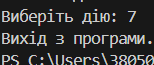 Виберіть дію: 7
Вихід з програми.
PS C:\Users\38050